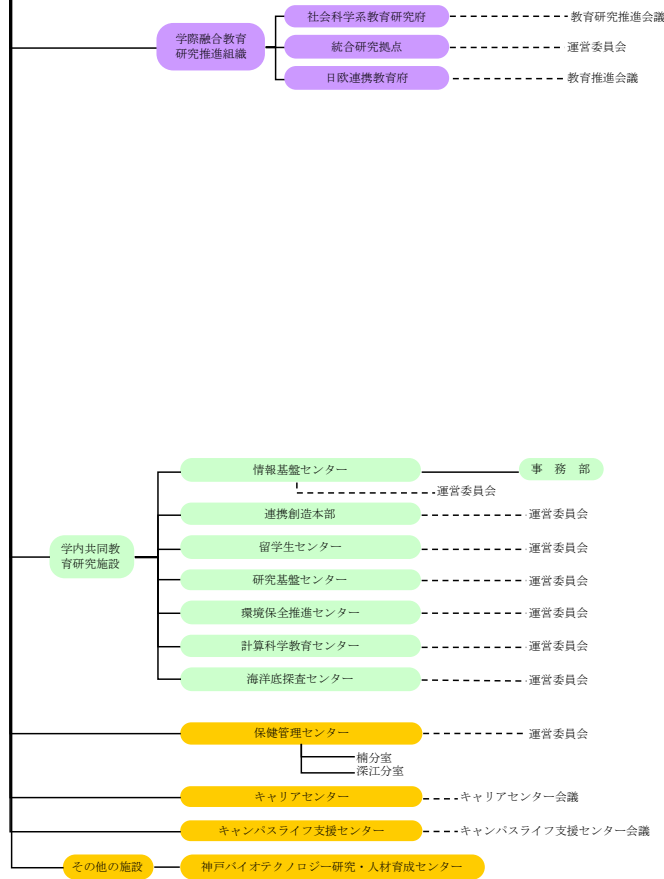 社会科学系教育研究府
教育研究推進会議
学際融合教育
研究推進組織
統合研究拠点
運営委員会
日欧連携教育府
教育推進会議
情報基盤センター
事　務　部
運営委員会
連携創造本部
運営委員会
学内共同教
育研究施設
留学生センター
運営委員会
研究基盤センター
運営委員会
環境保全推進センター
運営委員会
計算科学教育センター
運営委員会
海洋底探査センター
運営委員会
保健管理センター
運営委員会
楠分室
深江分室
キャリアセンター
キャリアセンター会議
キャンパスライフ支援センター
キャンパスライフ支援センター会議
その他の施設
神戸バイオテクノロジー研究・人材育成センター